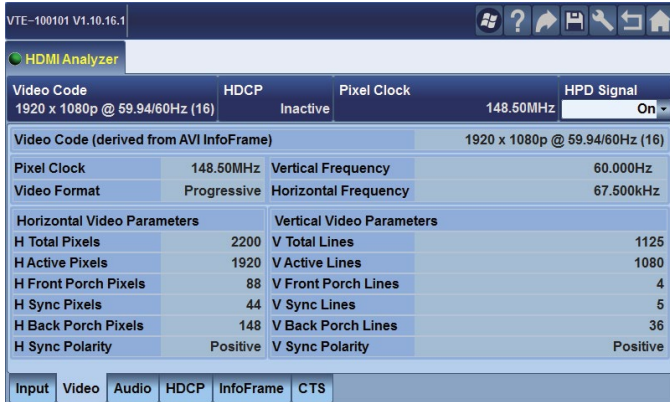 VTE-100101 V1.10.16.1
?
HDMI Analyzer
Video Code HDCP Pixel Clock HPD Signal
1920 x 1080p @ 59.94/60Hz (16) Inactive 148.50MHz On
Video Code (derived from AVI InfoFrame) 1920 x 1080p @ 59.94/60Hz (16)
Pixel Clock 148.50MHz Vertical Frequency 60.000Hz
Video Format Progressive Horizontal Frequency 67.500kHz
Horizontal Video Parameters Vertical Video Parameters
H Total Pixels 2200 V Total Lines 1125
H Active Pixels 1920 V Active Lines 1080
H Front Porch Pixels 88 V Front Porch Lines 4
H Sync Pixels 44 V Sync Lines 5
H Back Porch Pixels 148 V Back Porch Lines 36
H Sync Polarity Positive V Sync Polarity Positive
Input Video Audio HDCP InfoFrame CTS